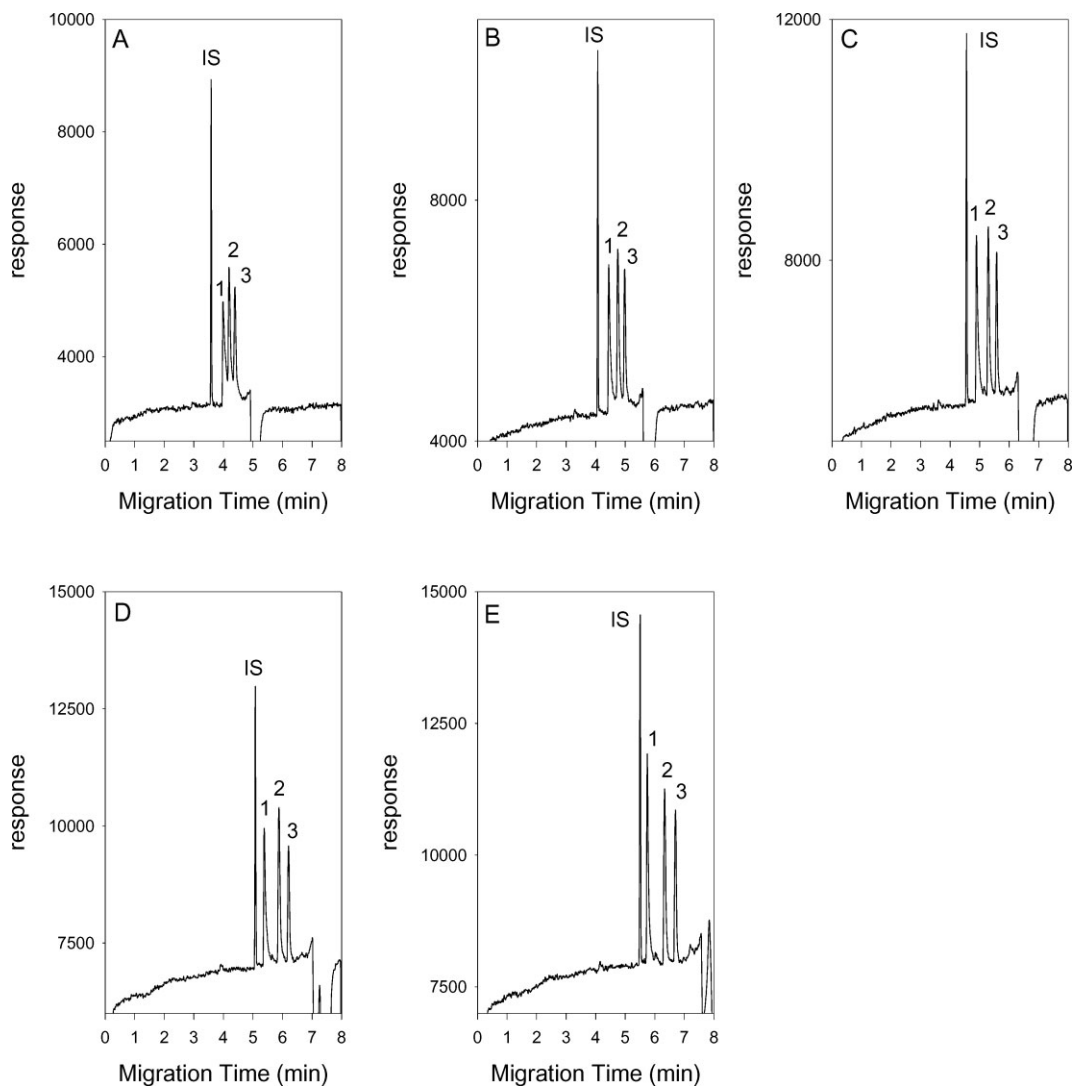 A
10000
8000
6000
4000
response
IS
1
2
3
0 1 2 3 4 5 6 7 8
Migration Time (min)
B
8000
4000
response
IS
1
2
3
0 1 2 3 4 5 6 7 8
Migration Time (min)
C
12000
8000
response
IS
1
2
3
0 1 2 3 4 5 6 7 8
Migration Time (min)
D
15000
12500
10000
7500
response
IS
1
2
3
0 1 2 3 4 5 6 7 8
Migration Time (min)
E
15000
12500
10000
7500
response
IS
1
2
3
0 1 2 3 4 5 6 7 8
Migration Time (min)